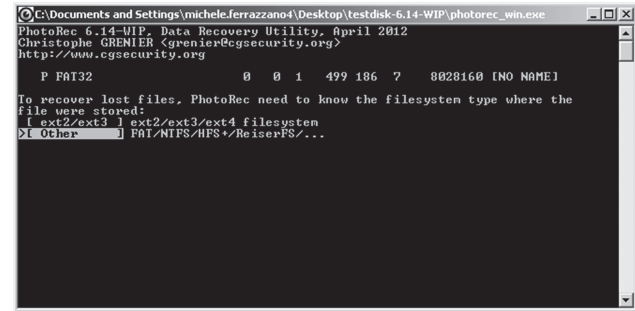 C:\Documents and Settings\michele.ferrazzano4\Desktop\testdisk-6.14-WIP\photorec_win.exe
PhotoRec 6.14-WIP, Data Recovery Utility, April 2012
Christophe GRENIER <grenier@cgsecurity.org>
http://www.cgsecurity.org
P FAT32 0 0 1 499 186 7 8028160 [NO NAME]
To recover lost files, PhotoRec need to know the filesystem type where the
file were stored:
[ ext2/ext3 ] ext2/ext3/ext4 filesystem
>[ Other ] FAT/NTFS/HFS+/ReiserFS/...